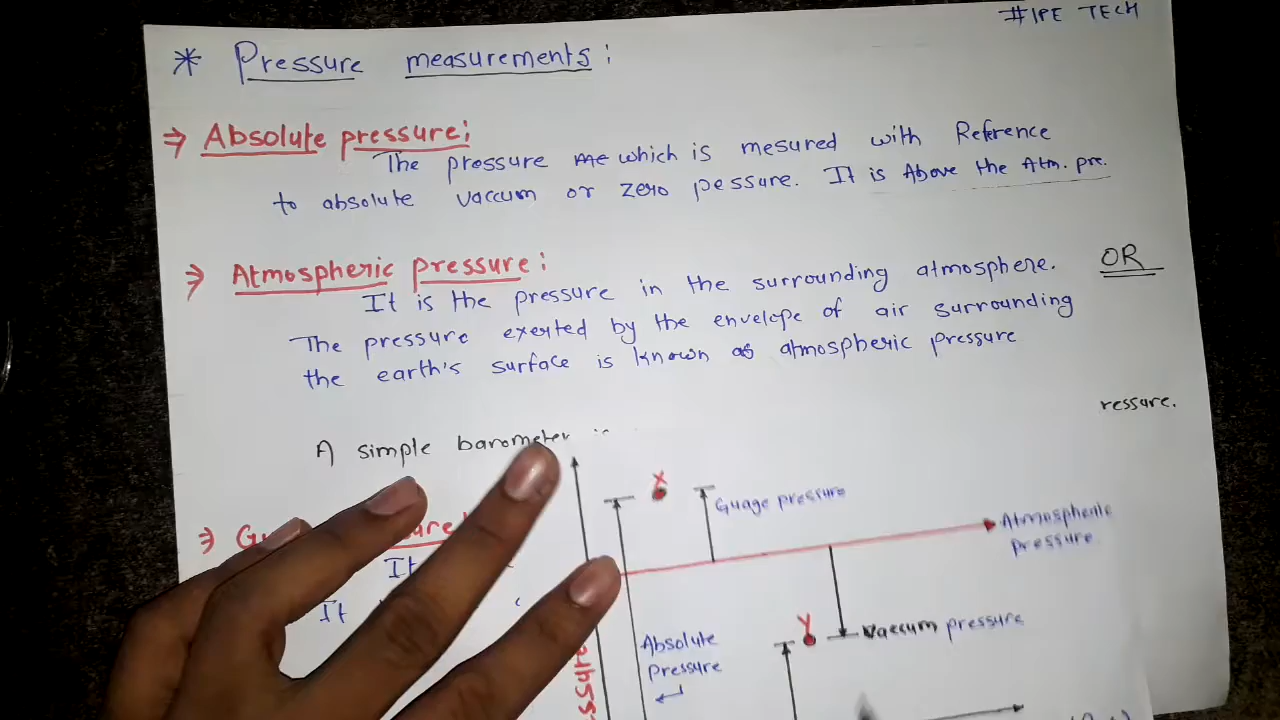 #IPE TECH
* Pressure measurements:
⇒ Absolute pressure:
The pressure me which is mesured with Reference
to absolute vaccum or zero pessure. It is Above the Atm. pre.
⇒ Atmospheric pressure:
It is the pressure in the surrounding atmosphere. OR
The pressure exerted by the envelope of air surrounding
the earth's surface is known as atmospheric pressure
ressure.
A simple barometer
X
Guage pressure
Atmospheric
pressure
⇒
It
It
Y
Vaccum pressure
Absolute
Pressure